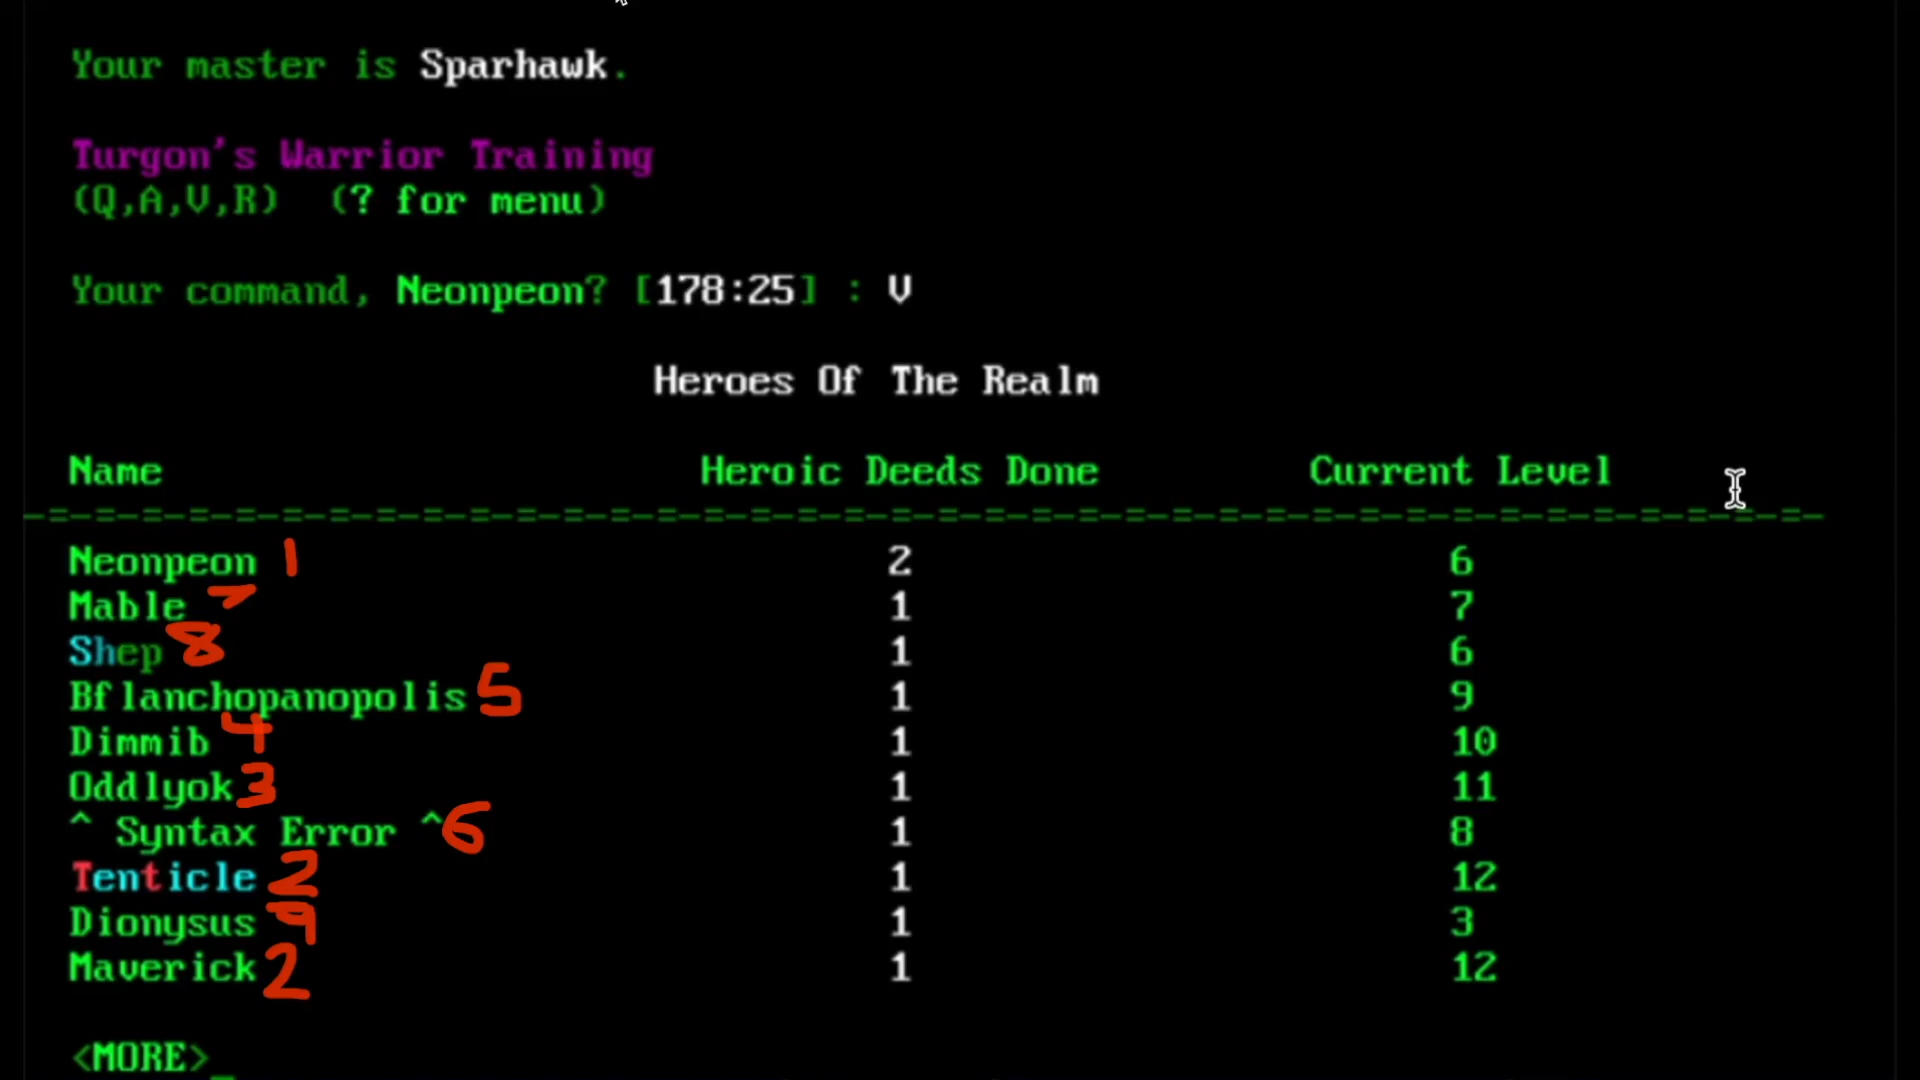 Your master is Sparhawk.
Turgon's Warrior Training
(Q,A,V,R) (? for menu)
Your command, Neonpeon? [178:25] : V
Heroes Of The Realm
Name Heroic Deeds Done Current Level
-=-=-=-=-=-=-=-=-=-=-=-=-=-=-=-=-=-=-=-=-=-=-=-=-=-=-=-=-=-=-=-=-=-=-=-=-=-=-
Neonpeon 1 2 6
Mable 7 1 7
Shep 8 1 6
Bflanchopanopolis 5 1 9
Dimmib 4 1 10
Oddlyok 3 1 11
^ Syntax Error ^ 6 1 8
Tenticle 2 1 12
Dionysus 9 1 3
Maverick 2 1 12
<MORE>_